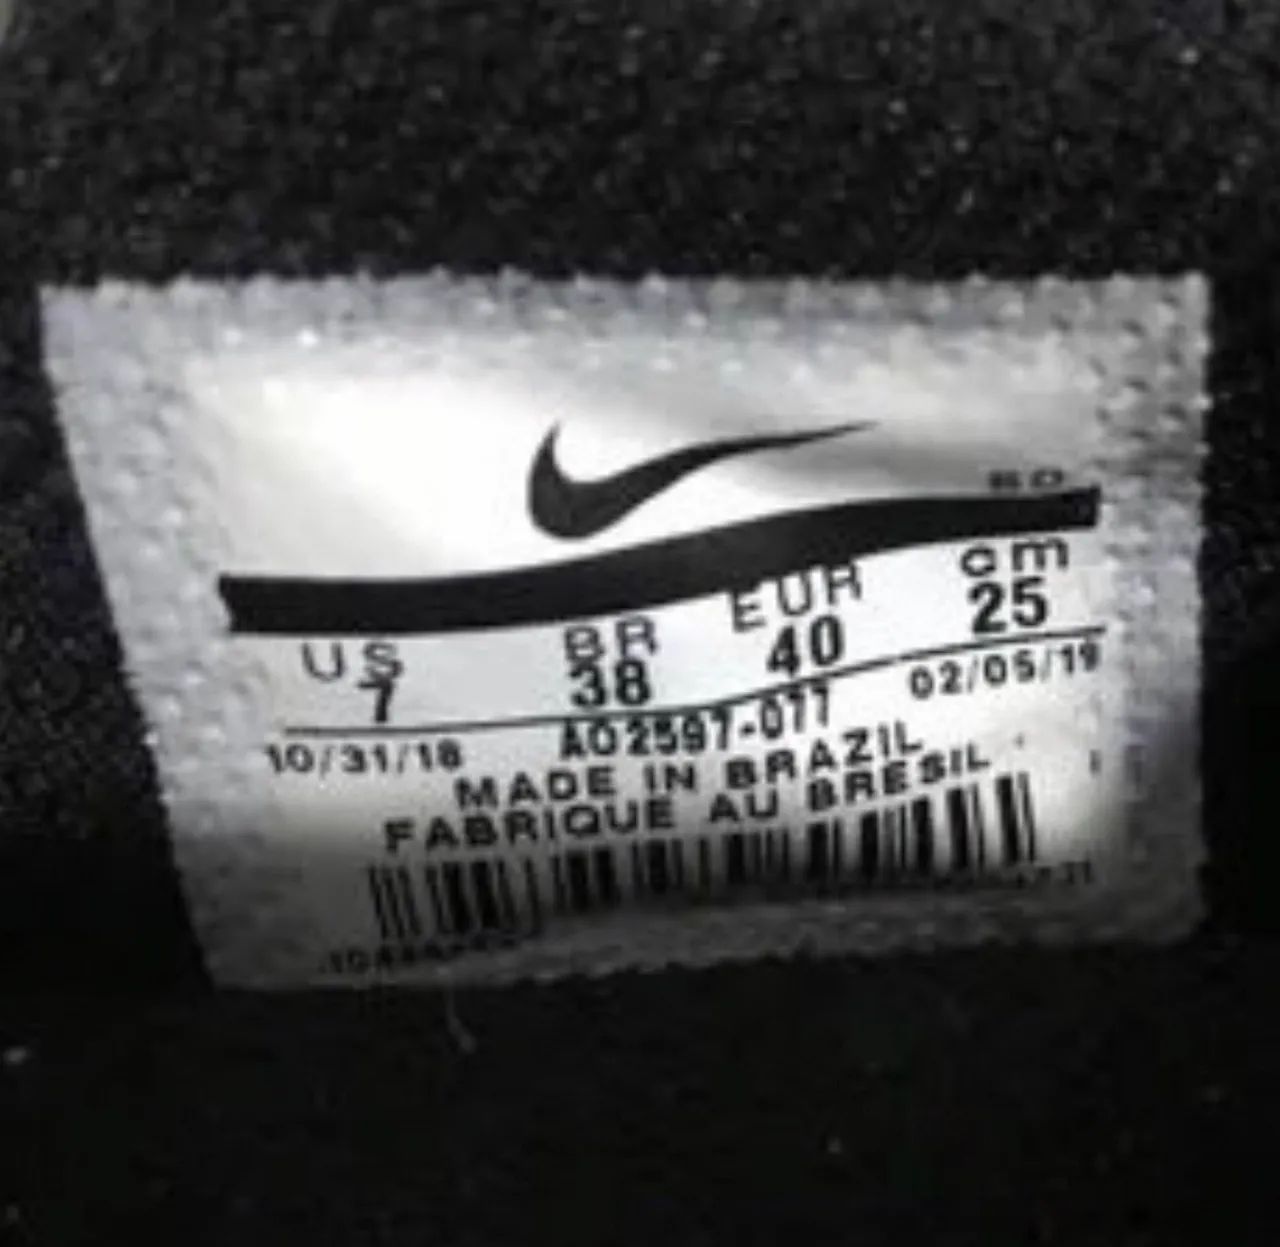 US BR EUR cm
7 38 40 25
10/31/18 AO2597-077 02/05/19
MADE IN BRAZIL
FABRIQUE AU BRESIL